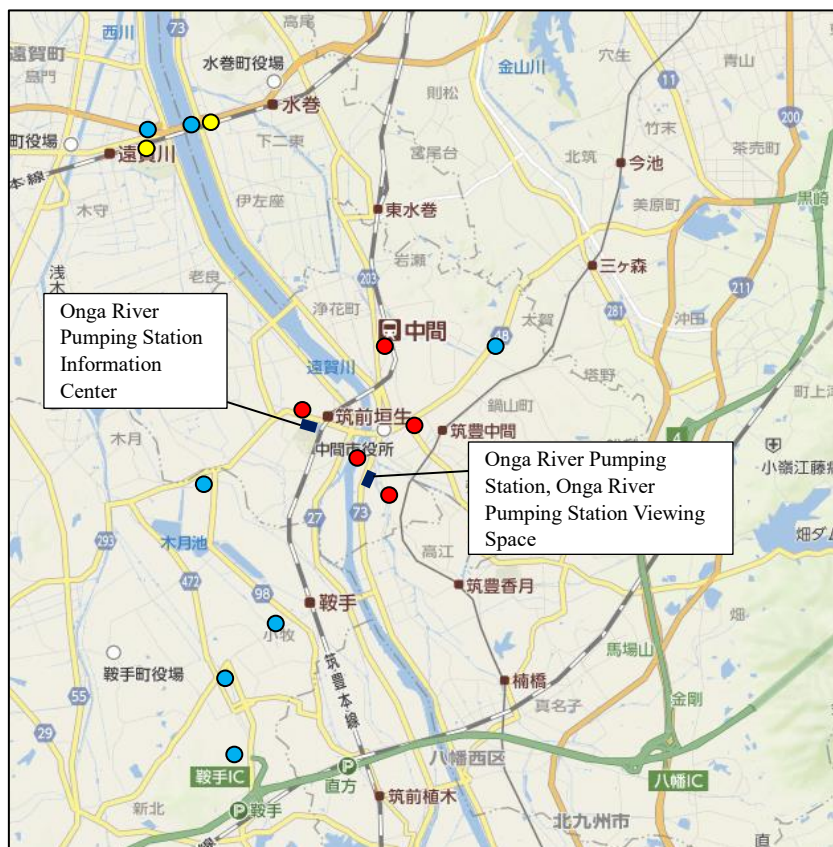 西川
73
高尾
遠賀町
島門
水巻町役場
金山川
穴生
青山
11
則松
水巻
200
町役場
下二東
竹末
遠賀川
宮尾台
北筑
茶売町
本線
今池
黒崎
木守
伊左座
東水巻
美原町
浅木
老良
岩瀬
三ヶ森
203
211
Onga River
Pumping Station
Information
Center
浄花町
太賀
281
沖田
中間
48
遠賀川
塔野
町上
鍋山町
筑前垣生
筑豊中間
4
木月
中間市役所
小嶺江藤病
Onga River Pumping
Station, Onga River
Pumping Station Viewing
Space
73
27
293
木月池
畑ダム
高江
472
98
筑豊香月
鞍手
小牧
畑
馬場山
鞍手町役場
筑豊本線
楠橋
金剛
55
真名子
29
八幡西区
鞍手IC
直方
八幡IC
新北
鞍手
筑前植木
北九州市
直